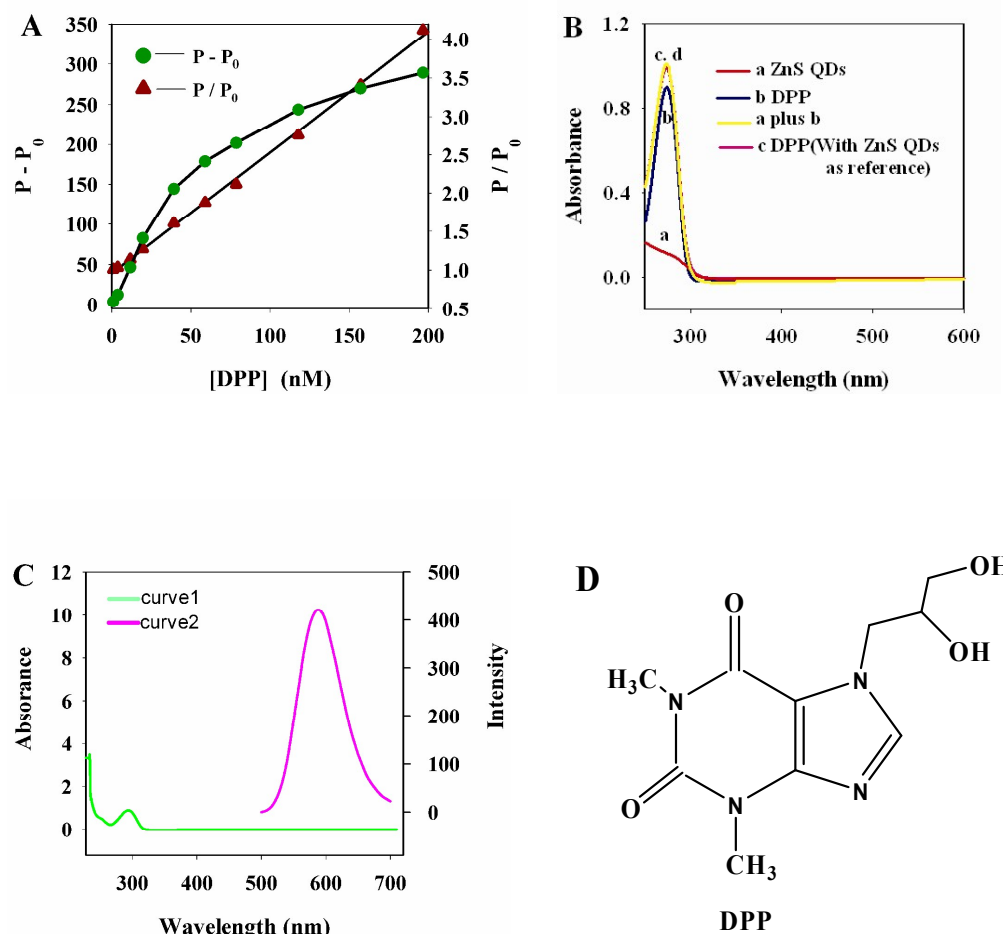 A
P - P0
P / P0
350
300
250
200
150
100
50
0
P - P0
4.0
3.5
3.0
2.5
2.0
1.5
1.0
0.5
P / P0
0 50 100 150 200
[DPP] (nM)
B
c. d
b
a
a ZnS QDs
b DPP
a plus b
c DPP(With ZnS QDs
as reference)
1.2
0.8
0.4
0.0
Absorbance
300 400 500 600
Wavelength (nm)
C
curve1
curve2
12
10
8
6
4
2
0
Absorance
500
400
300
200
100
0
Intensity
300 400 500 600 700
Wavelength (nm)
D
OH
O
OH
H3C
N
N
O
N
N
CH3
DPP